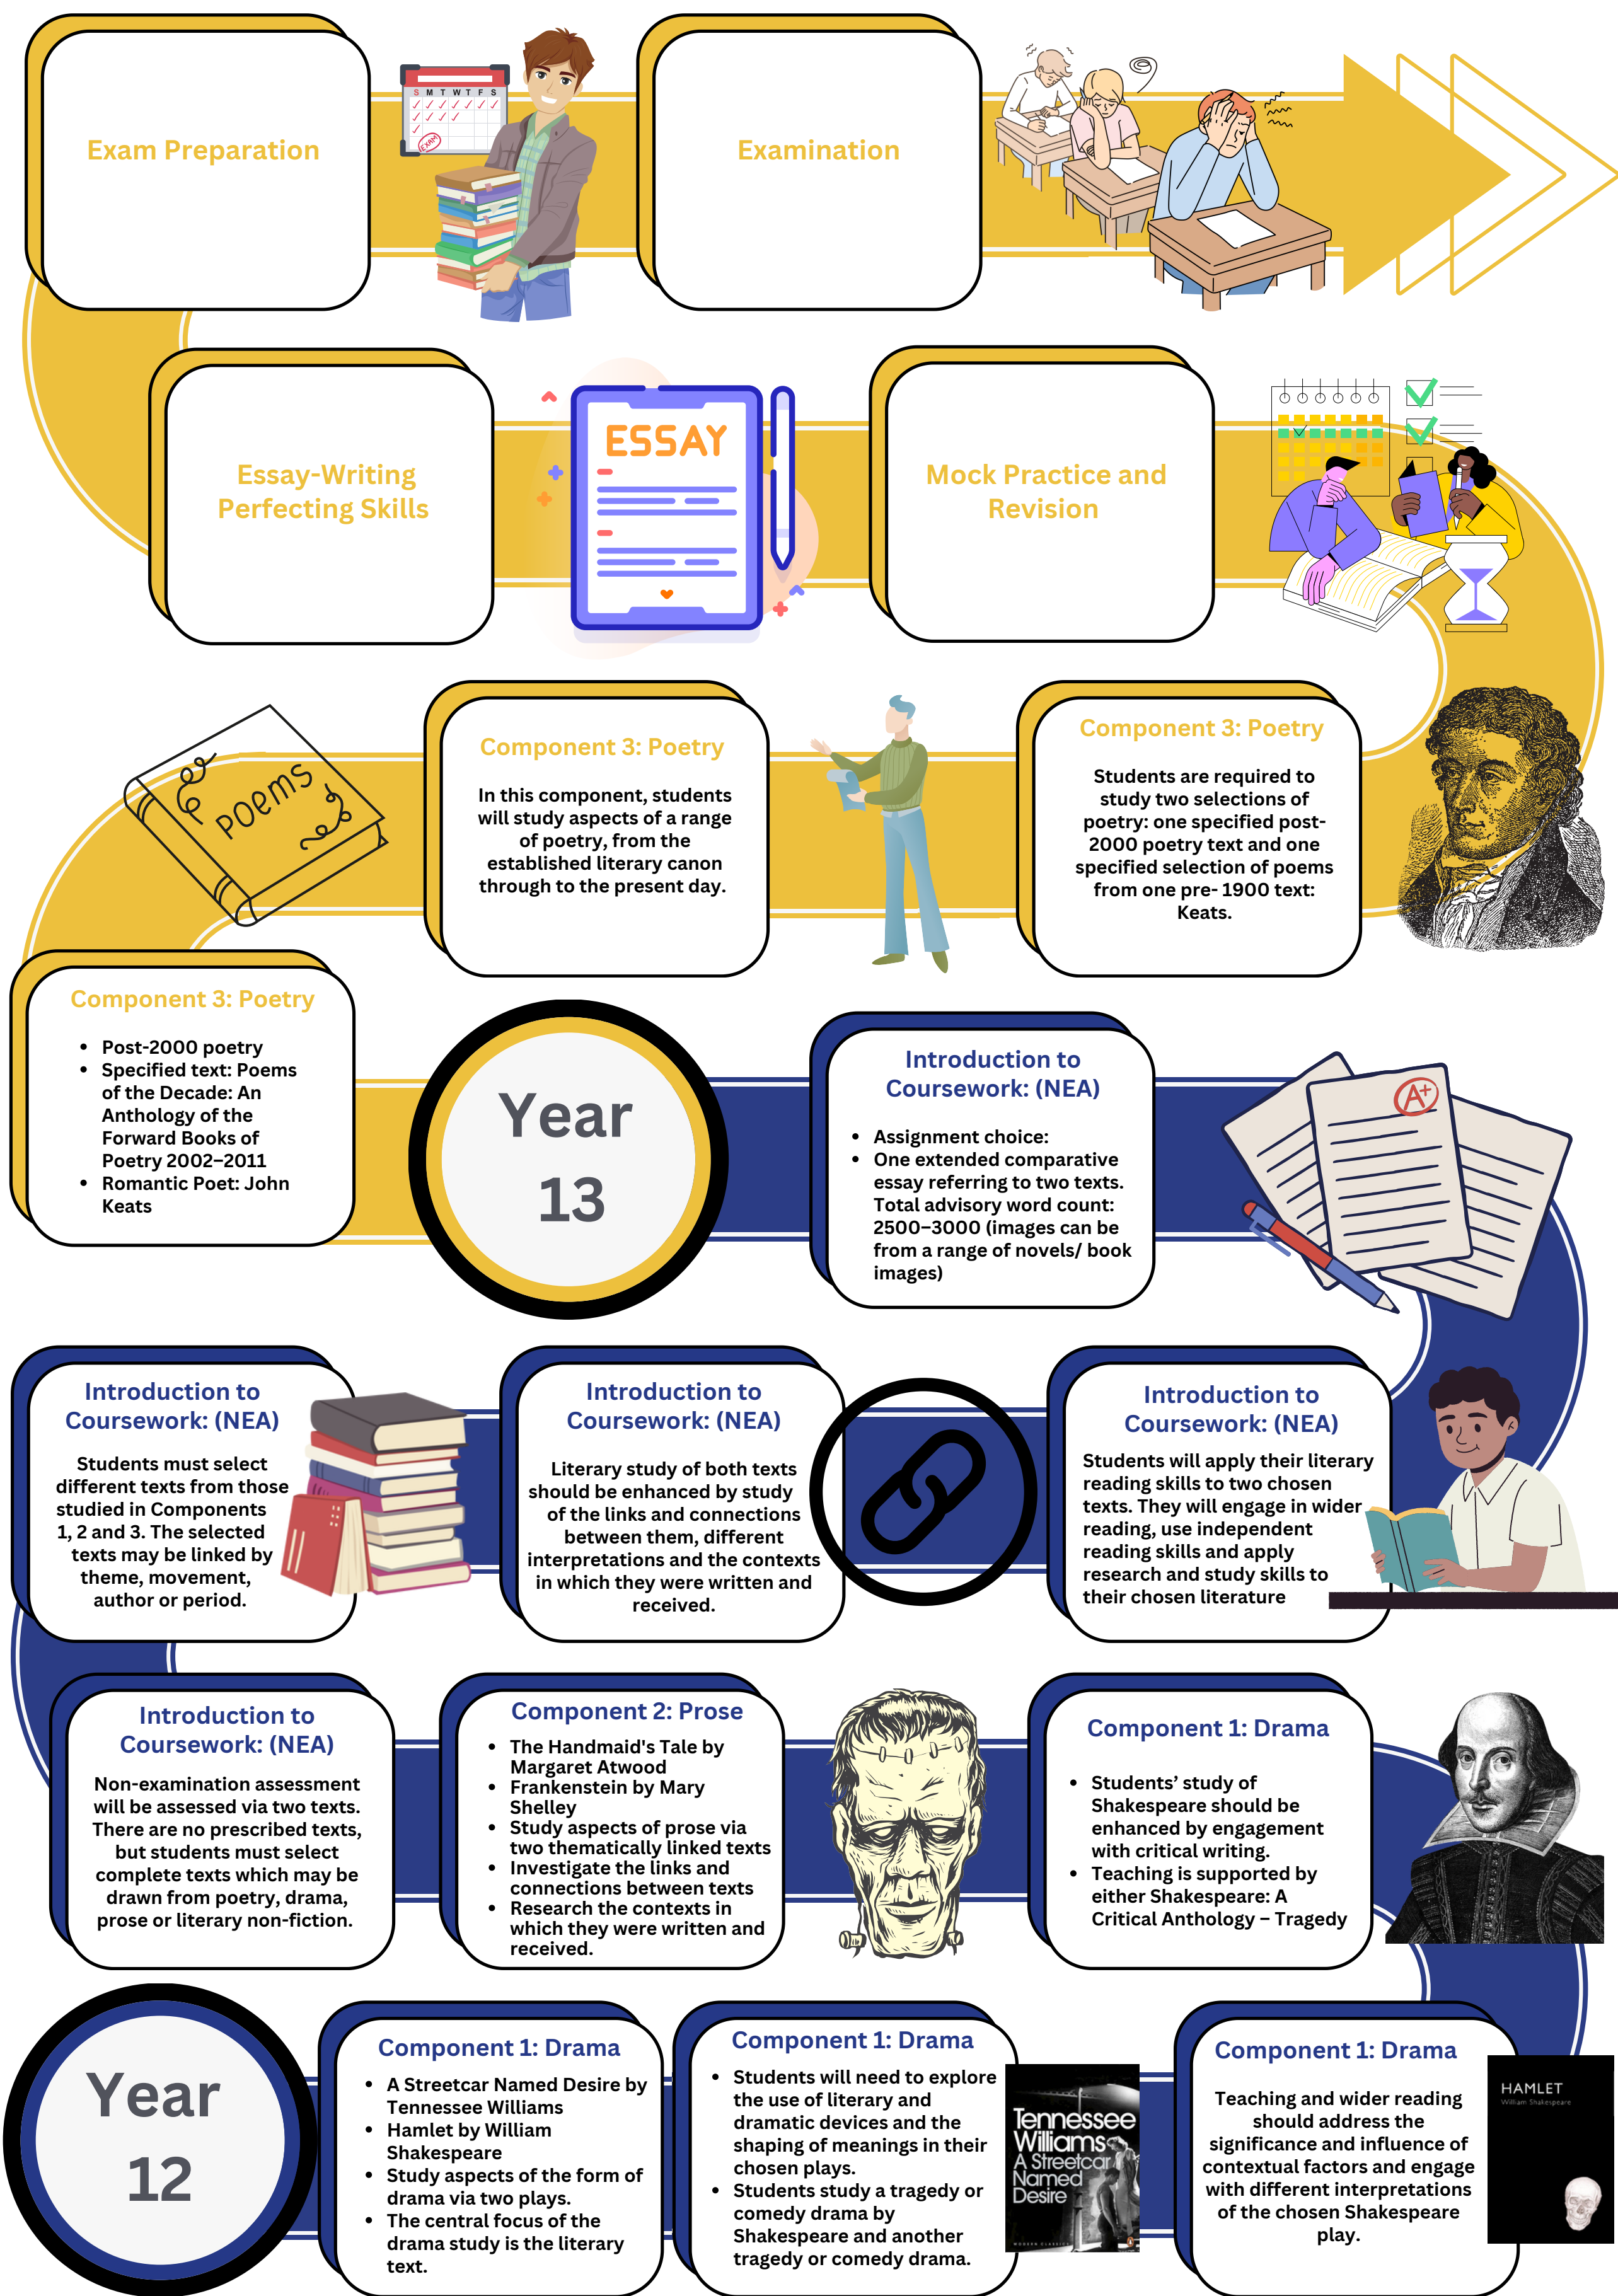 Exam Preparation
S M T W T F S
EXAM
Examination
Essay-Writing
Perfecting Skills
ESSAY
Mock Practice and
Revision
POEMS
Component 3: Poetry
In this component, students
will study aspects of a range
of poetry, from the
established literary canon
through to the present day.
Component 3: Poetry
Students are required to
study two selections of
poetry: one specified post-
2000 poetry text and one
specified selection of poems
from one pre- 1900 text:
Keats.
Component 3: Poetry
• Post-2000 poetry
• Specified text: Poems
of the Decade: An
Anthology of the
Forward Books of
Poetry 2002–2011
• Romantic Poet: John
Keats
Year
13
Introduction to
Coursework: (NEA)
• Assignment choice:
• One extended comparative
essay referring to two texts.
Total advisory word count:
2500–3000 (images can be
from a range of novels/ book
images)
A+
Introduction to
Coursework: (NEA)
Students must select
different texts from those
studied in Components
1, 2 and 3. The selected
texts may be linked by
theme, movement,
author or period.
Introduction to
Coursework: (NEA)
Literary study of both texts
should be enhanced by study
of the links and connections
between them, different
interpretations and the contexts
in which they were written and
received.
Introduction to
Coursework: (NEA)
Students will apply their literary
reading skills to two chosen
texts. They will engage in wider
reading, use independent
reading skills and apply
research and study skills to
their chosen literature
Introduction to
Coursework: (NEA)
Non-examination assessment
will be assessed via two texts.
There are no prescribed texts,
but students must select
complete texts which may be
drawn from poetry, drama,
prose or literary non-fiction.
Component 2: Prose
• The Handmaid's Tale by
Margaret Atwood
• Frankenstein by Mary
Shelley
• Study aspects of prose via
two thematically linked texts
• Investigate the links and
connections between texts
• Research the contexts in
which they were written and
received.
Component 1: Drama
• Students’ study of
Shakespeare should be
enhanced by engagement
with critical writing.
• Teaching is supported by
either Shakespeare: A
Critical Anthology – Tragedy
Year
12
Component 1: Drama
• A Streetcar Named Desire by
Tennessee Williams
• Hamlet by William
Shakespeare
• Study aspects of the form of
drama via two plays.
• The central focus of the
drama study is the literary
text.
Component 1: Drama
• Students will need to explore
the use of literary and
dramatic devices and the
shaping of meanings in their
chosen plays.
• Students study a tragedy or
comedy drama by
Shakespeare and another
tragedy or comedy drama.
Tennessee
Williams
A Streetcar
Named
Desire
MODERN CLASSICS
Component 1: Drama
Teaching and wider reading
should address the
significance and influence of
contextual factors and engage
with different interpretations
of the chosen Shakespeare
play.
HAMLET
William Shakespeare